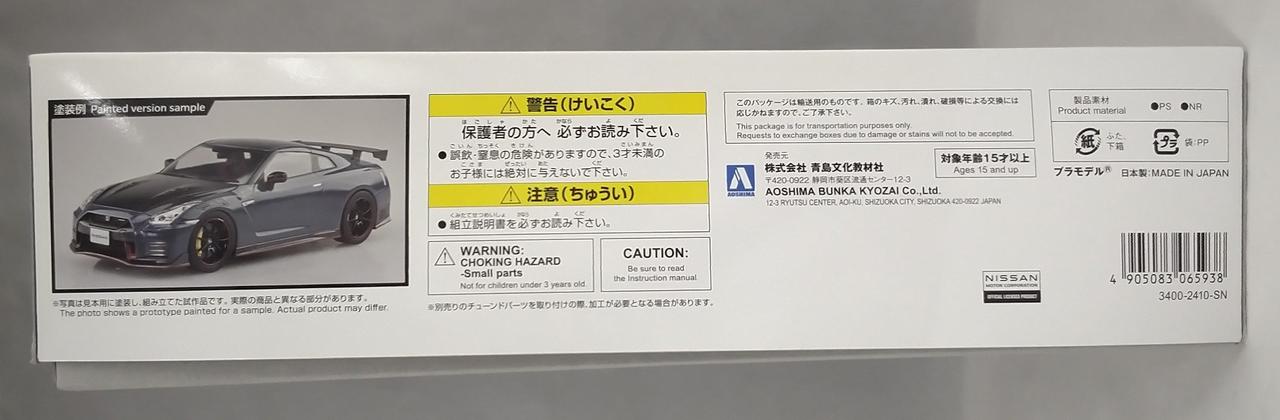 塗装例 Painted version sample
※写真は見本用に塗装し、組み立てた試作品です。実際の商品と異なる部分があります。
The photo shows a prototype painted for a sample. Actual product may differ.
警告(けいこく)
保護者の方へ 必ずお読み下さい。
●誤飲・窒息の危険がありますので、3才未満の
お子様には絶対に与えないで下さい。
注意(ちゅうい)
●組立説明書を必ずお読み下さい。
WARNING:
CHOKING HAZARD
-Small parts
Not for children under 3 years old.
CAUTION:
Be sure to read
the Instruction manual
※別売りのチューンドパーツを取り付けの際、加工が必要となる場合があります。
このパッケージは輸送用のものです。箱のキズ、汚れ、潰れ、破損等による交換には
応じかねますので、ご了承下さい。
This package is for transportation purposes only.
Requests to exchange boxes due to damage or stains will not to be accepted.
発売元
株式会社 青島文化教材社
〒420-0922 静岡市葵区流通センター12-3
AOSHIMA BUNKA KYOZAI Co.,Ltd.
12-3 RYUTSU CENTER, AOI-KU, SHIZUOKA CITY, SHIZUOKA 420-0922 JAPAN
AOSHIMA
対象年齢15才以上
Ages 15 and up
製品素材
Product material
●PS ●NR
紙
ふた、
下箱
プラ
袋:PP
プラモデル® 日本製:MADE IN JAPAN
NISSAN
MOTOR CORPORATION
OFFICIAL LICENSED PRODUCT
4 905083 065938
3400-2410-SN